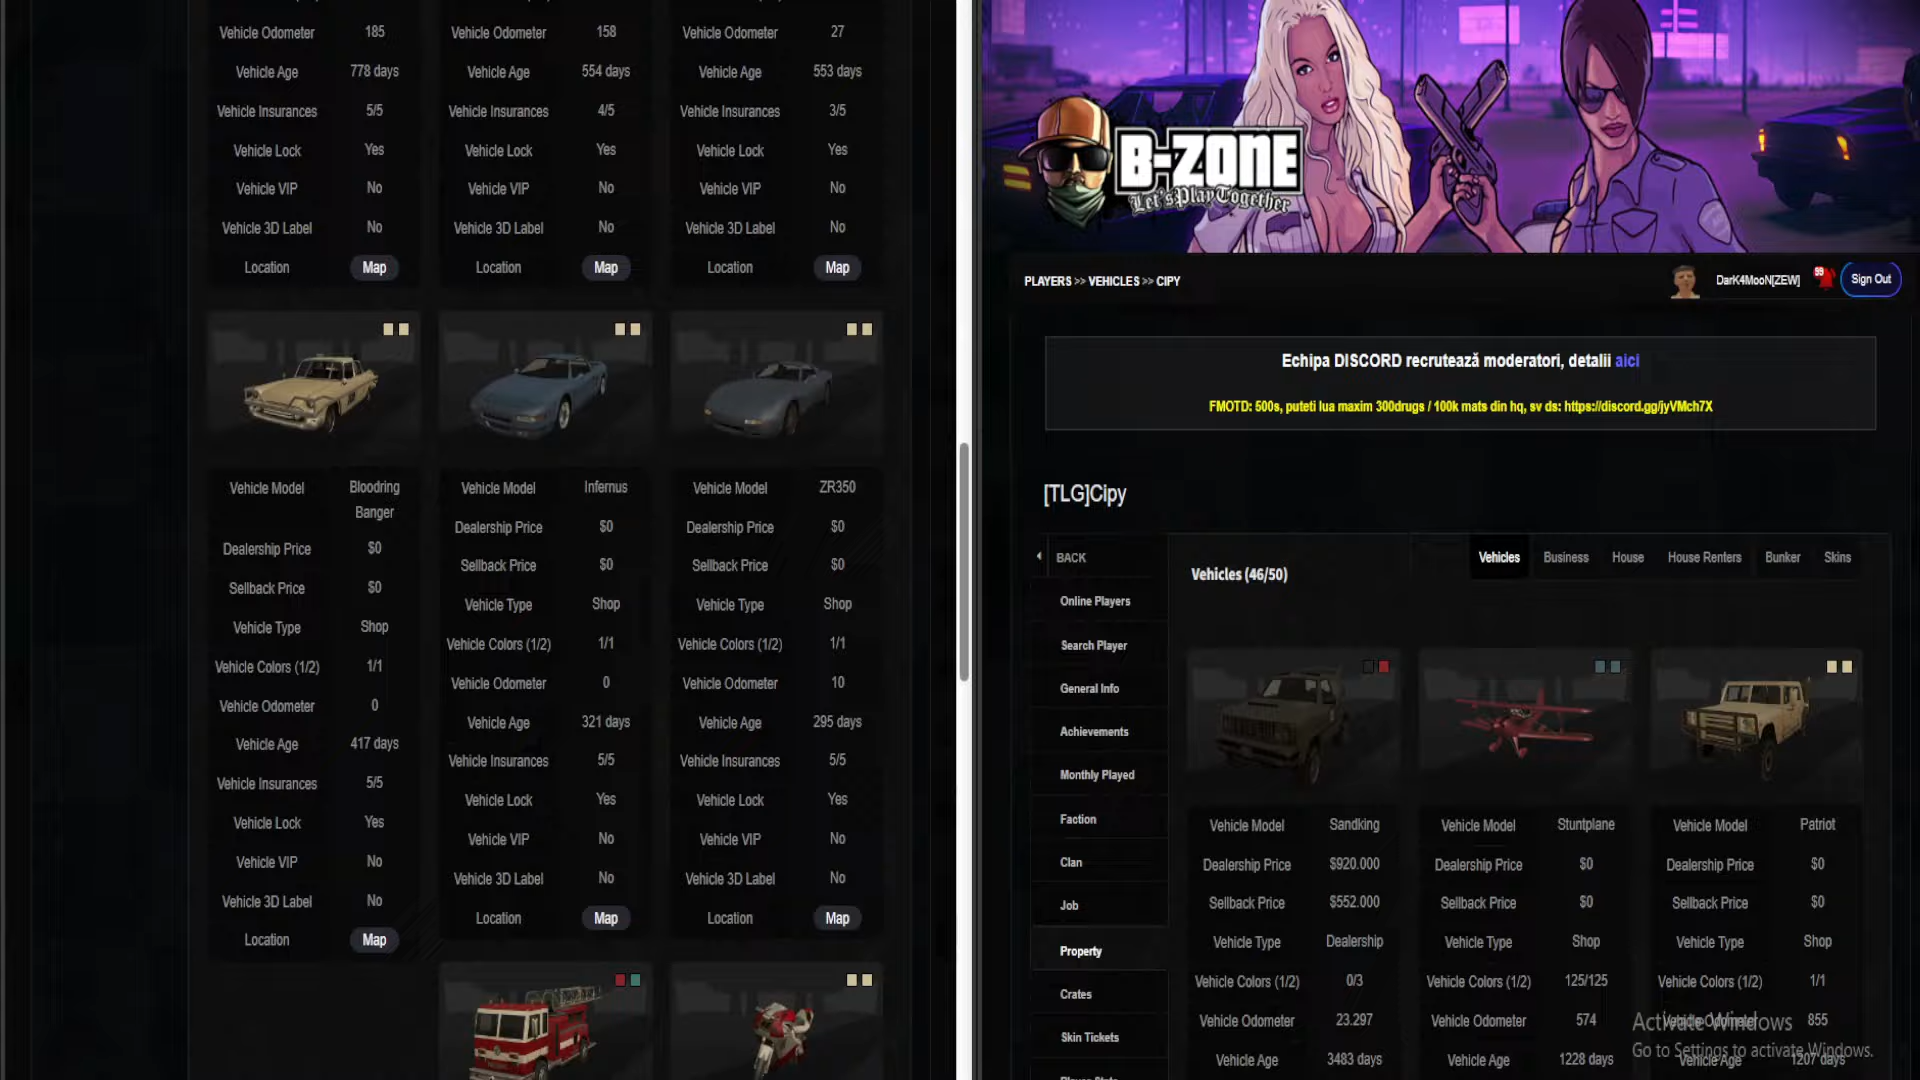 Vehicle Odometer 185
Vehicle Age 778 days
Vehicle Insurances 5/5
Vehicle Lock Yes
Vehicle VIP No
Vehicle 3D Label No
Location Map
Vehicle Odometer 158
Vehicle Age 554 days
Vehicle Insurances 4/5
Vehicle Lock Yes
Vehicle VIP No
Vehicle 3D Label No
Location Map
Vehicle Odometer 27
Vehicle Age 553 days
Vehicle Insurances 3/5
Vehicle Lock Yes
Vehicle VIP No
Vehicle 3D Label No
Location Map
Vehicle Model Bloodring
Banger
Dealership Price $0
Sellback Price $0
Vehicle Type Shop
Vehicle Colors (1/2) 1/1
Vehicle Odometer 0
Vehicle Age 417 days
Vehicle Insurances 5/5
Vehicle Lock Yes
Vehicle VIP No
Vehicle 3D Label No
Location Map
Vehicle Model Infernus
Dealership Price $0
Sellback Price $0
Vehicle Type Shop
Vehicle Colors (1/2) 1/1
Vehicle Odometer 0
Vehicle Age 321 days
Vehicle Insurances 5/5
Vehicle Lock Yes
Vehicle VIP No
Vehicle 3D Label No
Location Map
Vehicle Model ZR350
Dealership Price $0
Sellback Price $0
Vehicle Type Shop
Vehicle Colors (1/2) 1/1
Vehicle Odometer 10
Vehicle Age 295 days
Vehicle Insurances 5/5
Vehicle Lock Yes
Vehicle VIP No
Vehicle 3D Label No
Location Map
B-ZONE
Let'sPlayTogether
PLAYERS >> VEHICLES >> CIPY
DarK4MooN[ZEW]
99
Sign Out
Echipa DISCORD recrutează moderatori, detalii aici
FMOTD: 500s, puteti lua maxim 300drugs / 100k mats din hq, sv ds: https://discord.gg/jyVMch7X
[TLG]Cipy
BACK
Online Players
Search Player
General Info
Achievements
Monthly Played
Faction
Clan
Job
Property
Crates
Skin Tickets
Vehicles (46/50)
Vehicles Business House House Renters Bunker Skins
Vehicle Model Sandking
Dealership Price $920.000
Sellback Price $552.000
Vehicle Type Dealership
Vehicle Colors (1/2) 0/3
Vehicle Odometer 23.297
Vehicle Age 3483 days
Vehicle Model Stuntplane
Dealership Price $0
Sellback Price $0
Vehicle Type Shop
Vehicle Colors (1/2) 125/125
Vehicle Odometer 574
Vehicle Age 1228 days
Vehicle Model Patriot
Dealership Price $0
Sellback Price $0
Vehicle Type Shop
Vehicle Colors (1/2) 1/1
Vehicle Odometer 855
Vehicle Age 1207 days
Activate Windows
Go to Settings to activate Windows.